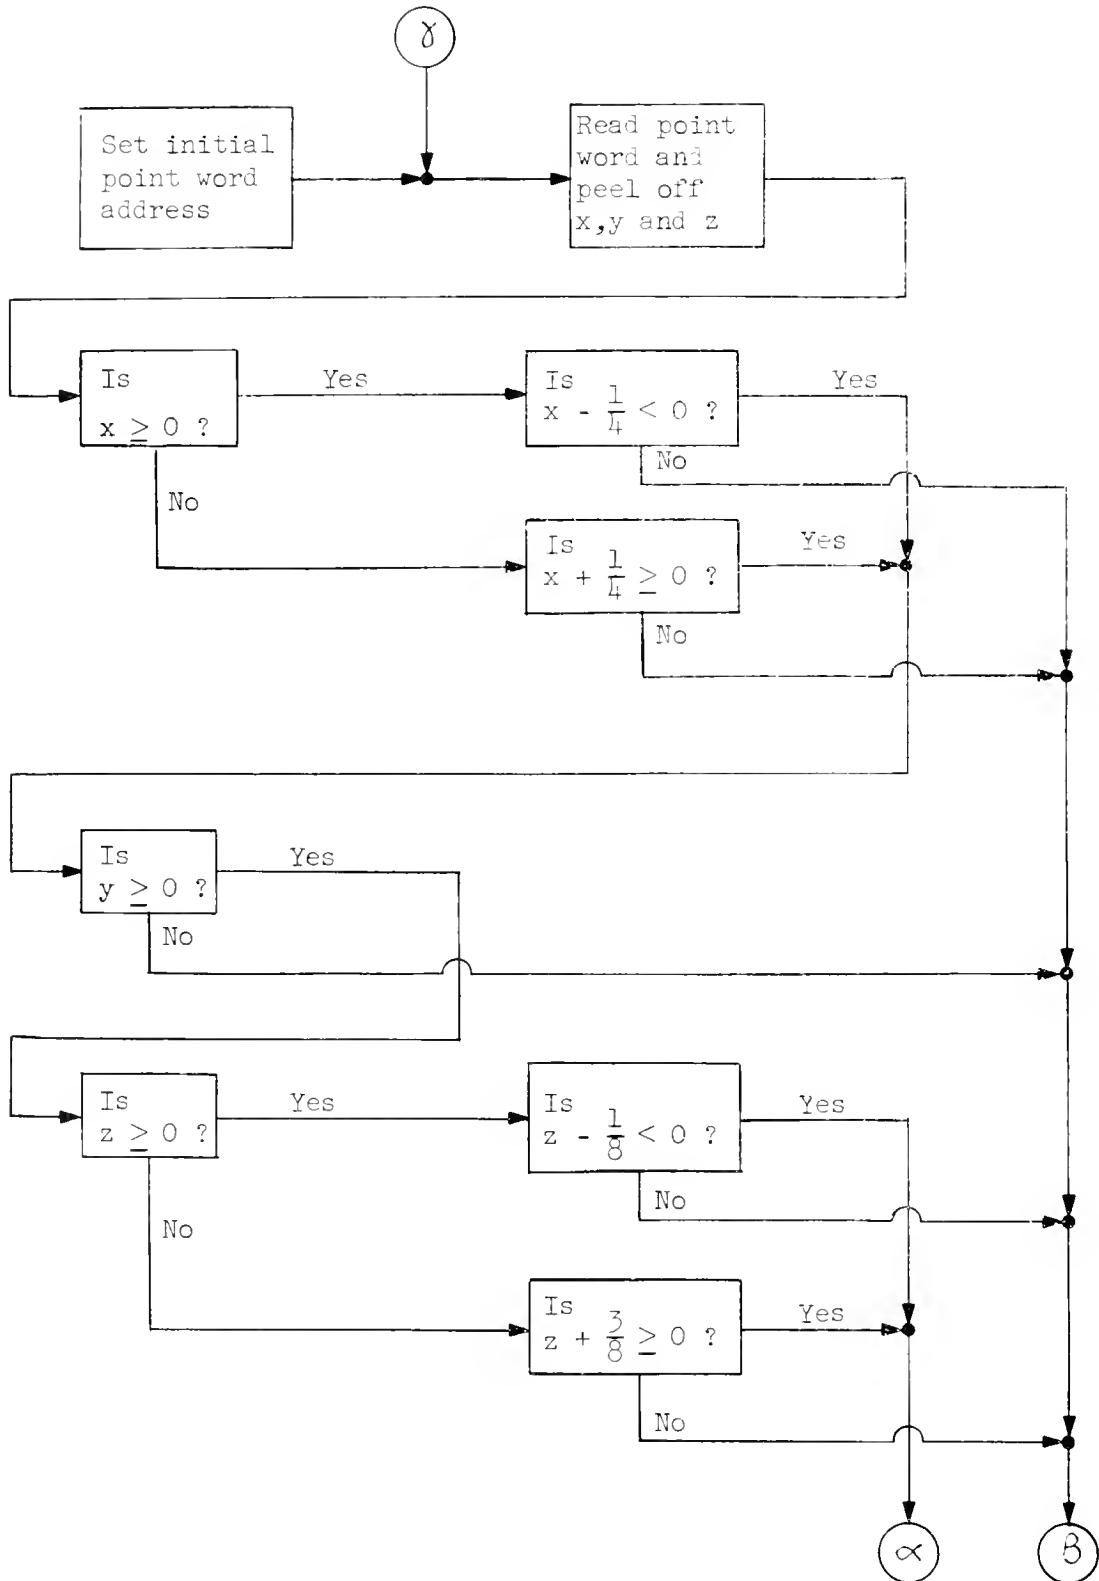 γ
Set initial
point word
address
Read point
word and
peel off
x,y and z
Is
x ≥ 0 ?
Yes
No
Is
x - 1/4 < 0 ?
Yes
No
Is
x + 1/4 ≥ 0 ?
Yes
No
Is
y ≥ 0 ?
Yes
No
Is
z ≥ 0 ?
Yes
No
Is
z - 1/8 < 0 ?
Yes
No
Is
z + 3/8 ≥ 0 ?
Yes
No
α
β